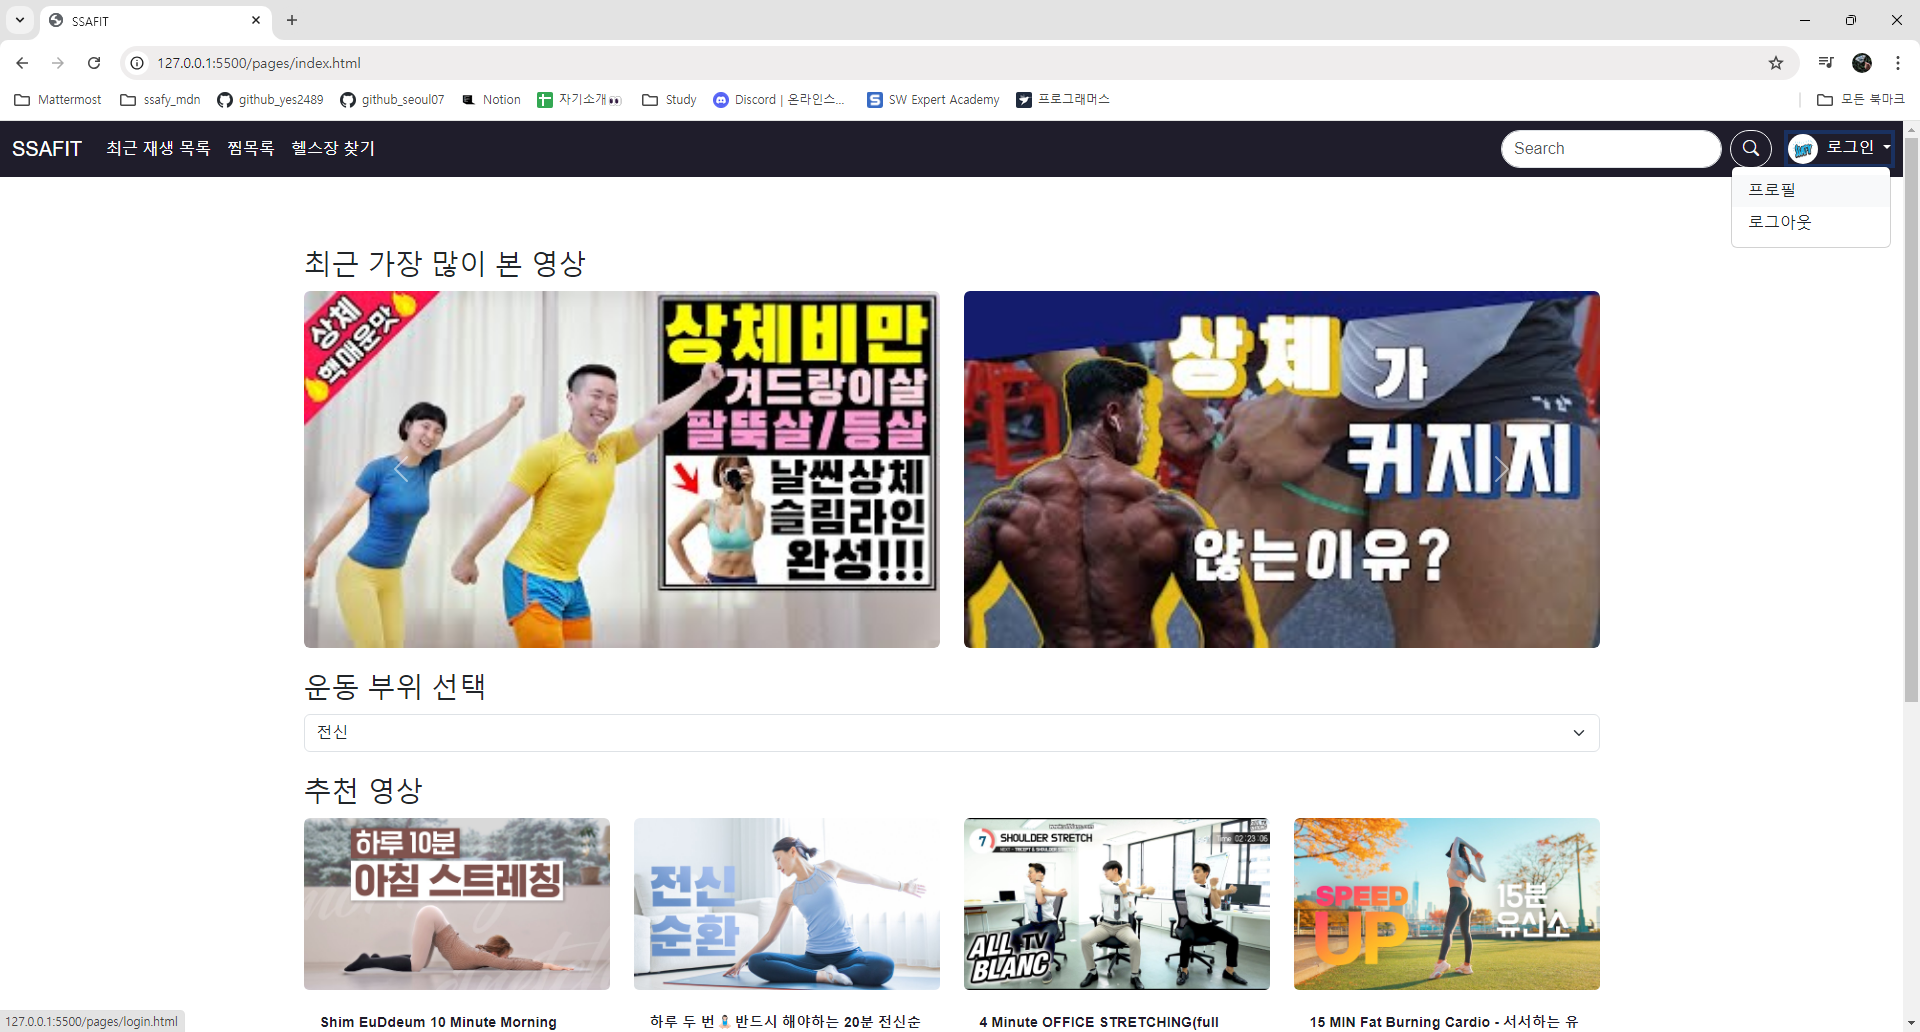 SSAFIT
127.0.0.1:5500/pages/index.html
Mattermost ssafy_mdn github_yes2489 github_seoul07 Notion 자기소개👀 Study Discord | 온라인스... SW Expert Academy 프로그래머스 모든 북마크
SSAFIT 최근 재생 목록 찜목록 헬스장 찾기 Search 로그인
프로필
로그아웃
최근 가장 많이 본 영상
상체
핵매운맛
상체비만
겨드랑이살
팔뚝살/등살
날씬상체
슬림라인
완성!!!
상체가
커지지
않는이유?
운동 부위 선택
전신
추천 영상
하루 10분
아침 스트레칭
전신
순환
7 SHOULDER STRETCH
Time 02:23:06
ALL TV
BLANC
SPEED
UP
15분
유산소
Shim EuDdeum 10 Minute Morning
하루 두 번 반드시 해야하는 20분 전신순
4 Minute OFFICE STRETCHING(full
15 MIN Fat Burning Cardio - 서서하는 유
127.0.0.1:5500/pages/login.html